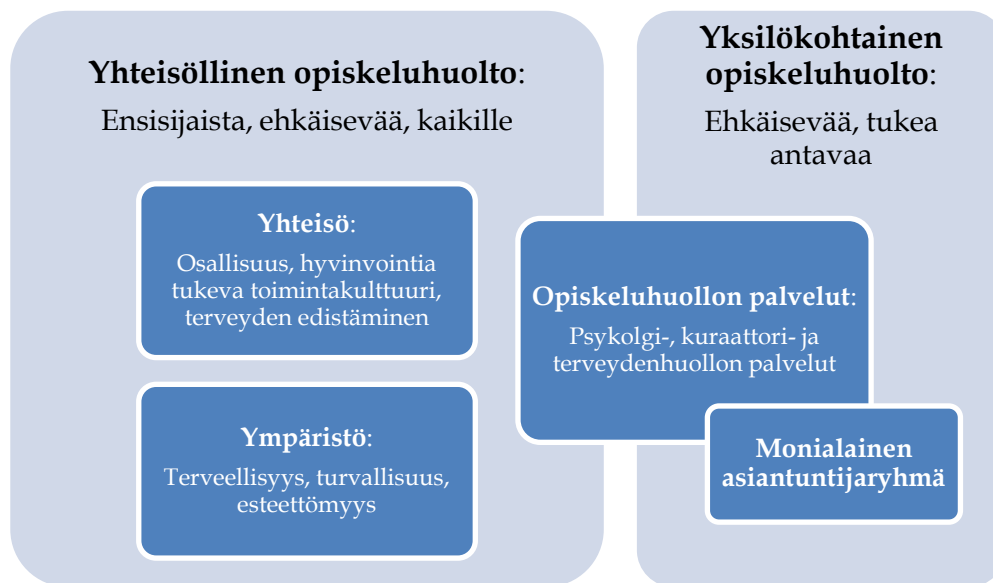 Yhteisöllinen opiskeluhuolto:
Ensisijaista, ehkäisevää, kaikille
Yhteisö:
Osallisuus, hyvinvointia
tukeva toimintakulttuuri,
terveyden edistäminen
Ympäristö:
Terveellisyys, turvallisuus,
esteettömyys
Yksilökohtainen
opiskeluhuolto:
Ehkäisevää, tukea
antavaa
Opiskeluhuollon palvelut:
Psykolgi-, kuraattori- ja
terveydenhuollon palvelut
Monialainen
asiantuntijaryhmä